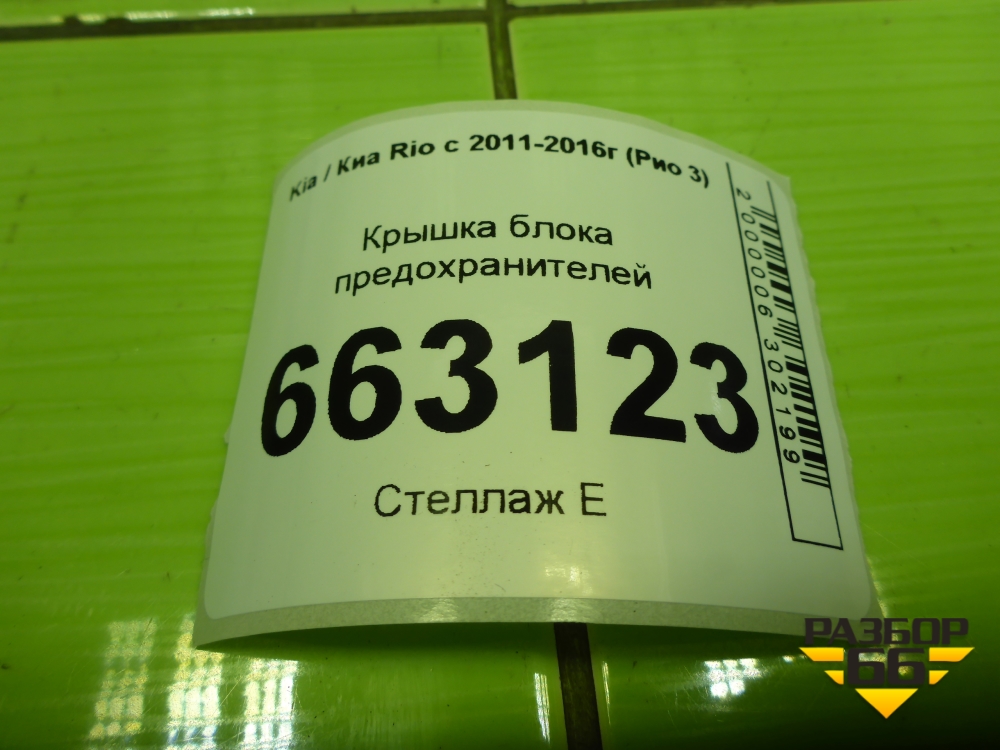 Kia / Киа Rio с 2011-2016г (Рио 3)
Крышка блока
предохранителей
663123
Стеллаж Е
2000006302199
РАЗБОР
66